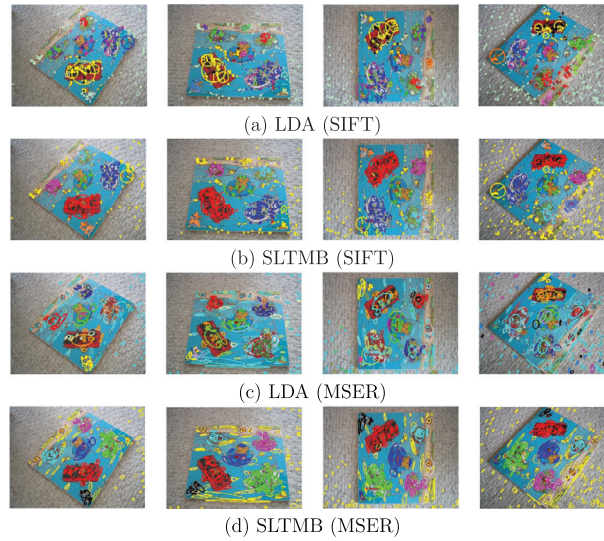 (a) LDA (SIFT)
(b) SLTMB (SIFT)
(c) LDA (MSER)
(d) SLTMB (MSER)